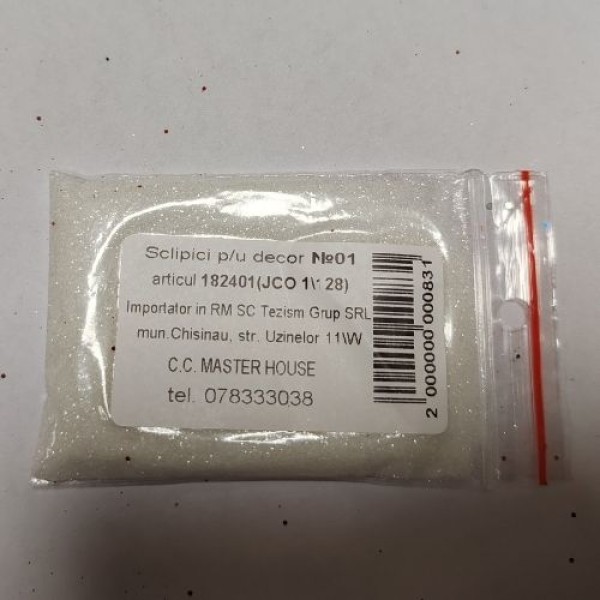 Sclipici p/u decor №01
articul 182401(JCO 1\128)
Importator in RM SC Tezism Grup SRL
mun.Chisinau, str. Uzinelor 11\W
C.C. MASTER HOUSE
tel. 078333038
2 000000 000831